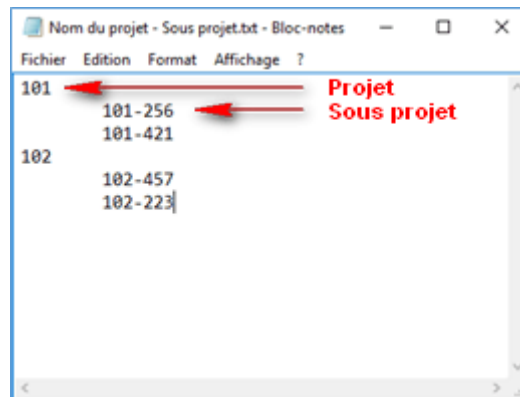 Nom du projet - Sous projet.txt - Bloc-notes
Fichier Edition Format Affichage ?
101 Projet
101-256 Sous projet
101-421
102
102-457
102-223